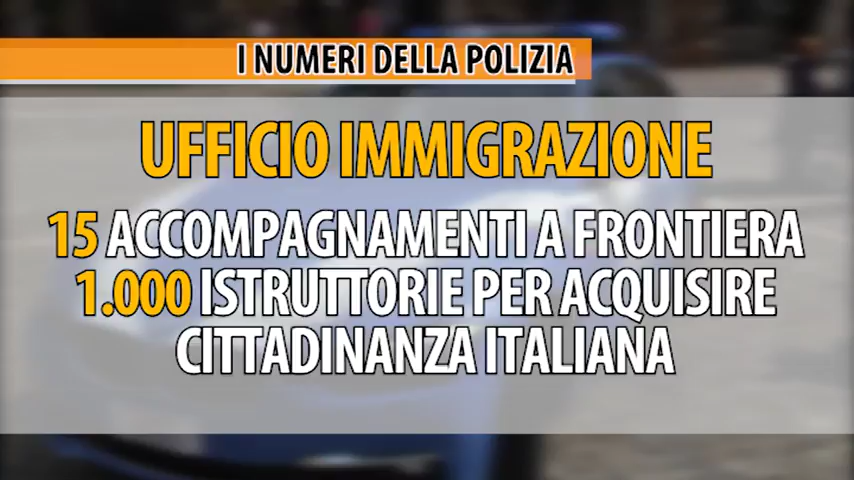 I NUMERI DELLA POLIZIA
UFFICIO IMMIGRAZIONE
15 ACCOMPAGNAMENTI A FRONTIERA
1.000 ISTRUTTORIE PER ACQUISIRE
CITTADINANZA ITALIANA